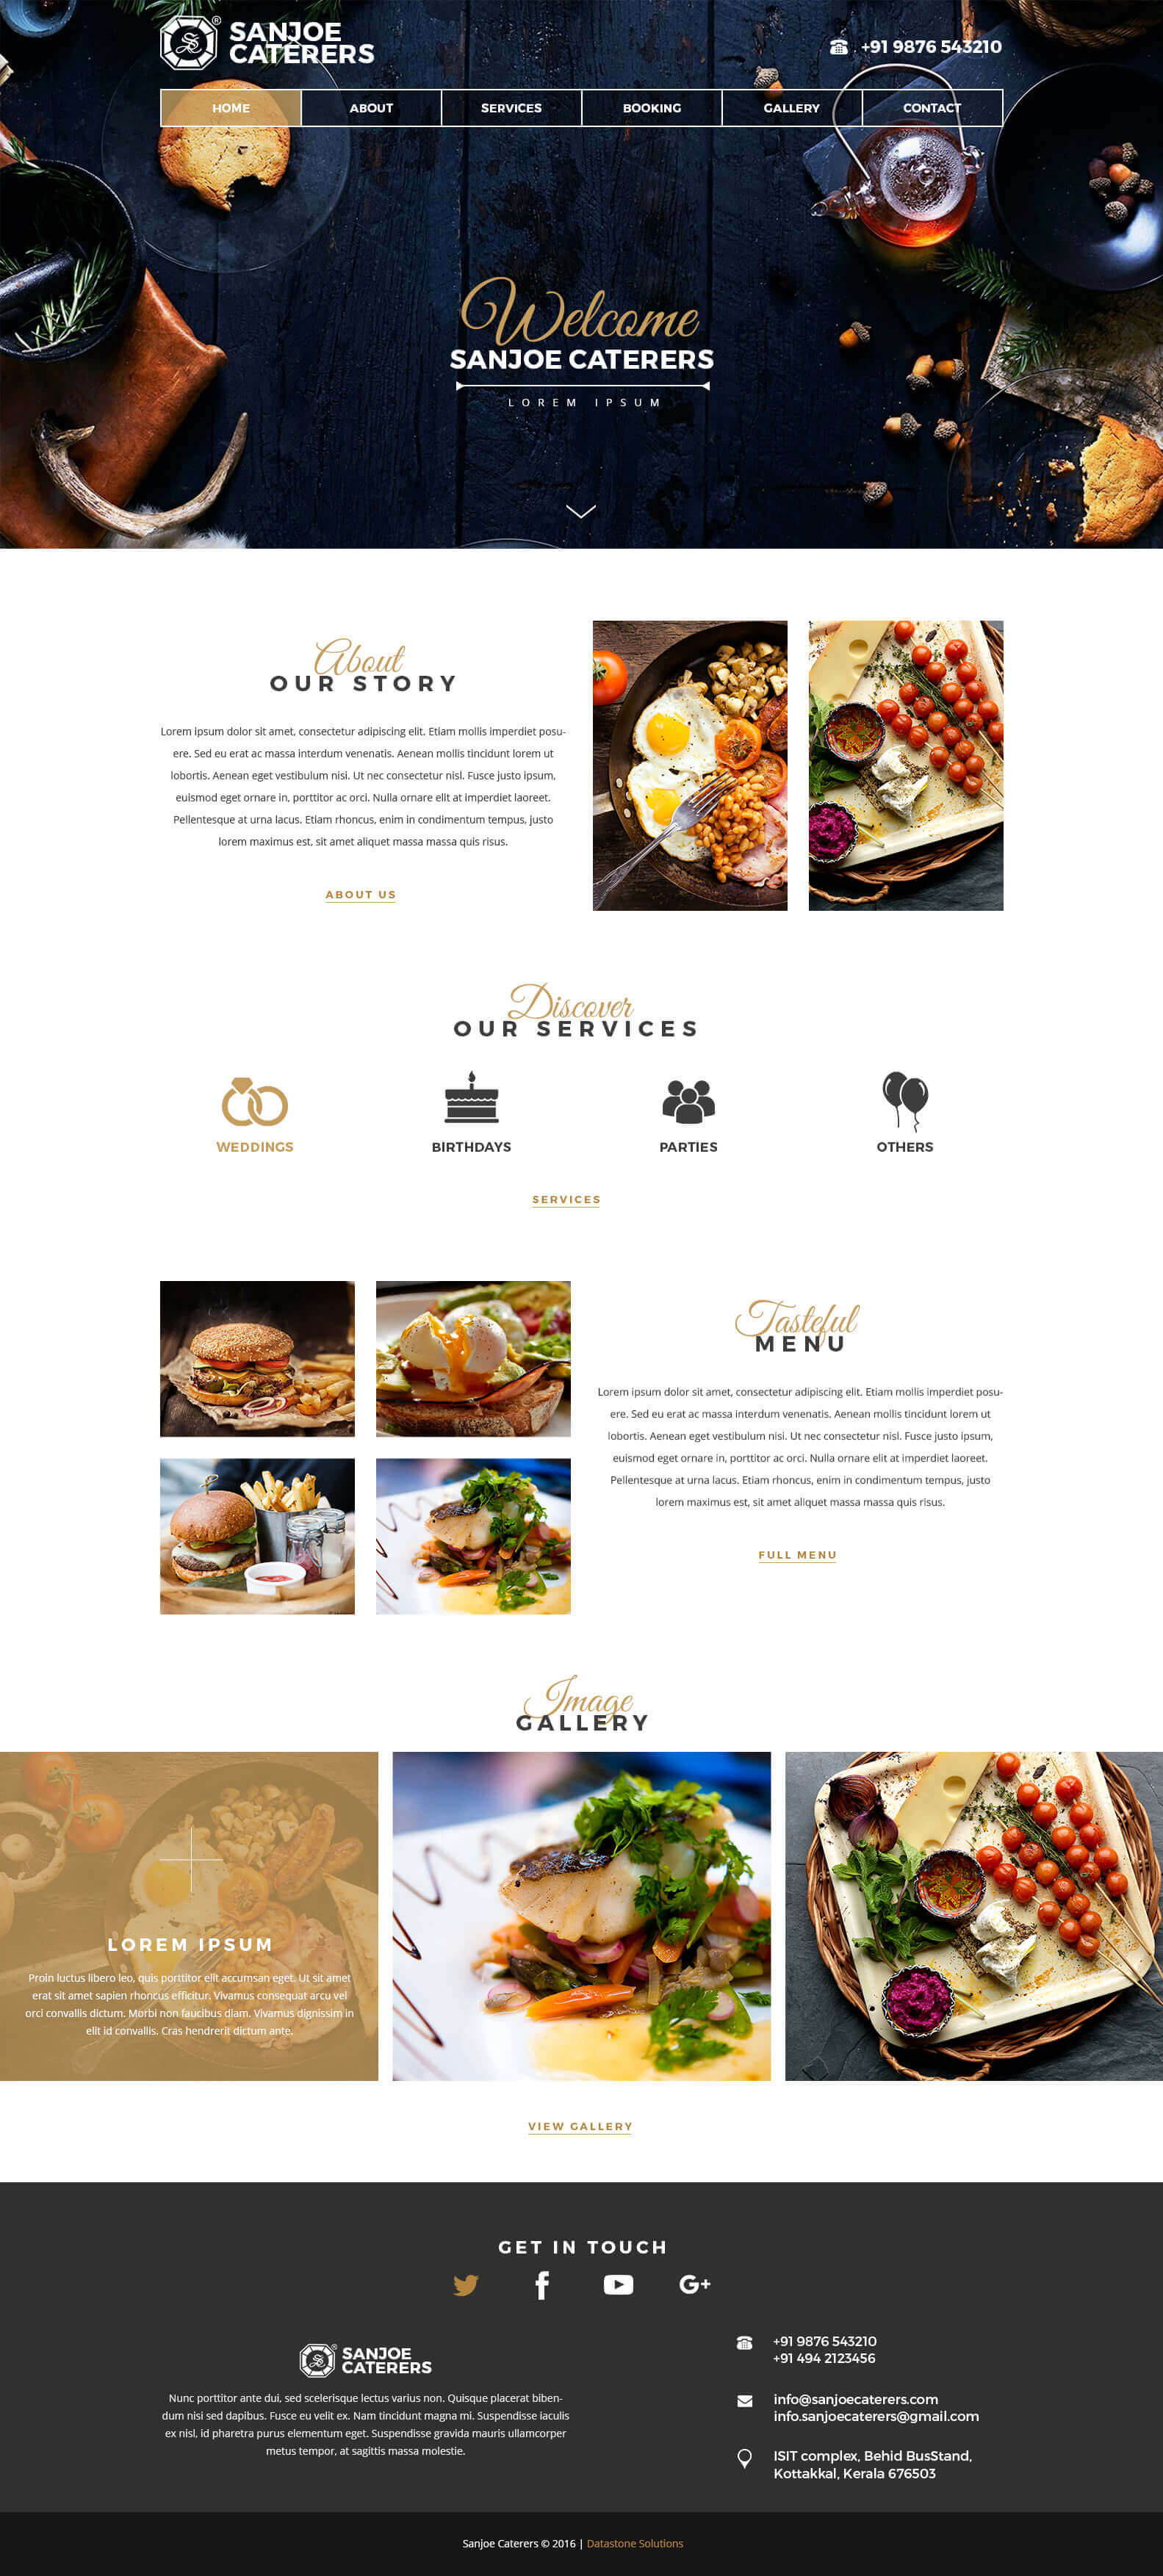 SANJOE
CATERERS
®
+91 9876 543210
HOME
ABOUT
SERVICES
BOOKING
GALLERY
CONTACT
Welcome
SANJOE CATERERS
LOREM IPSUM
About
OUR STORY
Lorem ipsum dolor sit amet, consectetur adipiscing elit. Etiam mollis imperdiet posu-
ere. Sed eu erat ac massa interdum venenatis. Aenean mollis tincidunt lorem ut
lobortis. Aenean eget vestibulum nisi. Ut nec consectetur nisl. Fusce justo ipsum,
euismod eget ornare in, porttitor ac orci. Nulla ornare elit at imperdiet laoreet.
Pellentesque at urna lacus. Etiam rhoncus, enim in condimentum tempus, justo
lorem maximus est, sit amet aliquet massa massa quis risus.
ABOUT US
Discover
OUR SERVICES
WEDDINGS
BIRTHDAYS
PARTIES
OTHERS
SERVICES
Tasteful
MENU
Lorem ipsum dolor sit amet, consectetur adipiscing elit. Etiam mollis imperdiet posu-
ere. Sed eu erat ac massa interdum venenatis. Aenean mollis tincidunt lorem ut
lobortis. Aenean eget vestibulum nisi. Ut nec consectetur nisl. Fusce justo ipsum,
euismod eget ornare in, porttitor ac orci. Nulla ornare elit at imperdiet laoreet.
Pellentesque at urna lacus. Etiam rhoncus, enim in condimentum tempus, justo
lorem maximus est, sit amet aliquet massa massa quis risus.
FULL MENU
Image
GALLERY
LOREM IPSUM
Proin luctus libero leo, quis porttitor elit accumsan eget. Ut sit amet
erat sit amet sapien rhoncus efficitur. Vivamus consequat arcu vel
orci convallis dictum. Morbi non faucibus diam. Vivamus dignissim in
elit id convallis. Cras hendrerit dictum ante.
VIEW GALLERY
GET IN TOUCH
G+
SANJOE
CATERERS
®
Nunc porttitor ante dui, sed scelerisque lectus varius non. Quisque placerat biben-
dum nisi sed dapibus. Fusce eu velit ex. Nam tincidunt magna mi. Suspendisse iaculis
ex nisl, id pharetra purus elementum eget. Suspendisse gravida mauris ullamcorper
metus tempor, at sagittis massa molestie.
+91 9876 543210
+91 494 2123456
info@sanjoecaterers.com
info.sanjoecaterers@gmail.com
ISIT complex, Behid BusStand,
Kottakkal, Kerala 676503
Sanjoe Caterers © 2016 | Datastone Solutions